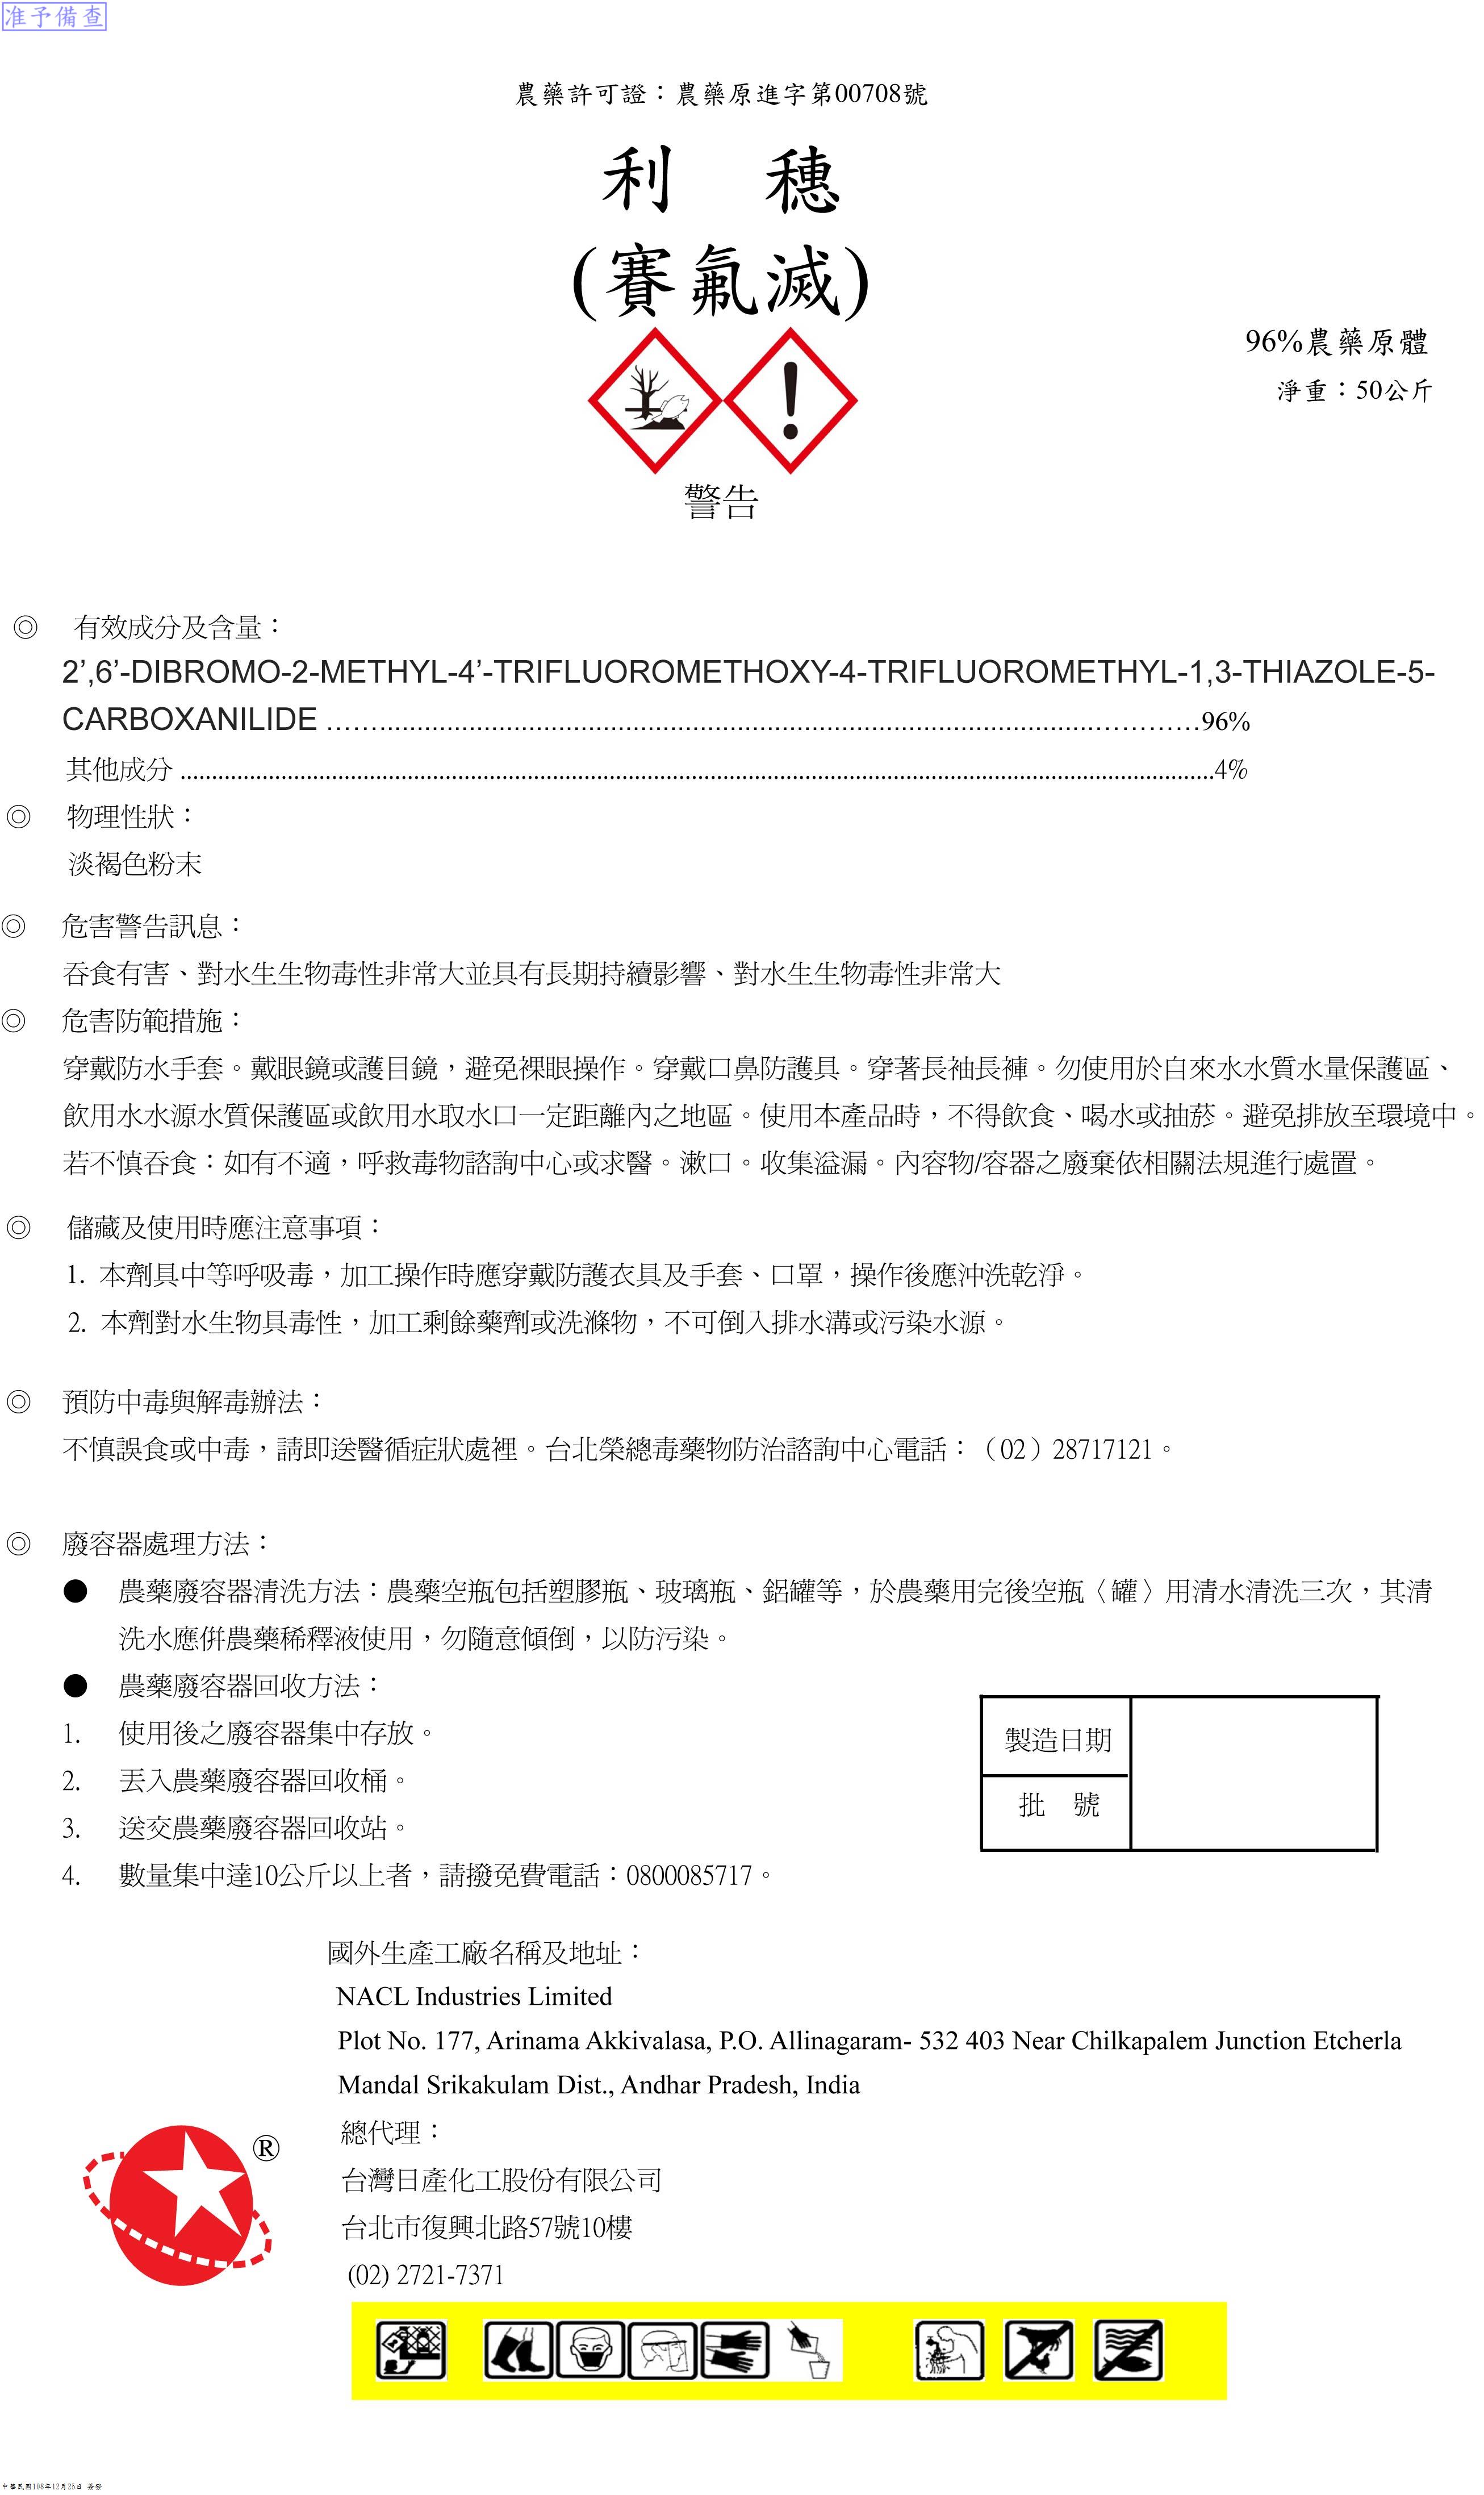 准予備查
農藥許可證：農藥原進字第00708號
利　穗
(賽氟滅)
96%農藥原體
淨重：50公斤
警告
◎ 有效成分及含量：
2’,6’-DIBROMO-2-METHYL-4’-TRIFLUOROMETHOXY-4-TRIFLUOROMETHYL-1,3-THIAZOLE-5-
CARBOXANILIDE ……..........................................................................................…………96%
其他成分 ....................................................................................................................................4%
◎ 物理性狀：
淡褐色粉末
◎ 危害警告訊息：
吞食有害、對水生生物毒性非常大並具有長期持續影響、對水生生物毒性非常大
◎ 危害防範措施：
穿戴防水手套。戴眼鏡或護目鏡，避免裸眼操作。穿戴口鼻防護具。穿著長袖長褲。勿使用於自來水水質水量保護區、
飲用水水源水質保護區或飲用水取水口一定距離內之地區。使用本產品時，不得飲食、喝水或抽菸。避免排放至環境中。
若不慎吞食：如有不適，呼救毒物諮詢中心或求醫。漱口。收集溢漏。內容物/容器之廢棄依相關法規進行處置。
◎ 儲藏及使用時應注意事項：
1. 本劑具中等呼吸毒，加工操作時應穿戴防護衣具及手套、口罩，操作後應沖洗乾淨。
2. 本劑對水生物具毒性，加工剩餘藥劑或洗滌物，不可倒入排水溝或污染水源。
◎ 預防中毒與解毒辦法：
不慎誤食或中毒，請即送醫循症狀處裡。台北榮總毒藥物防治諮詢中心電話：（02）28717121。
◎ 廢容器處理方法：
● 農藥廢容器清洗方法：農藥空瓶包括塑膠瓶、玻璃瓶、鋁罐等，於農藥用完後空瓶〈罐〉用清水清洗三次，其清
洗水應併農藥稀釋液使用，勿隨意傾倒，以防污染。
● 農藥廢容器回收方法：
1. 使用後之廢容器集中存放。
2. 丟入農藥廢容器回收桶。
3. 送交農藥廢容器回收站。
4. 數量集中達10公斤以上者，請撥免費電話：0800085717。
製造日期
批　號
國外生產工廠名稱及地址：
NACL Industries Limited
Plot No. 177, Arinama Akkivalasa, P.O. Allinagaram- 532 403 Near Chilkapalem Junction Etcherla
Mandal Srikakulam Dist., Andhar Pradesh, India
總代理：
®
台灣日產化工股份有限公司
台北市復興北路57號10樓
(02) 2721-7371
中華民國108年12月25日 簽發